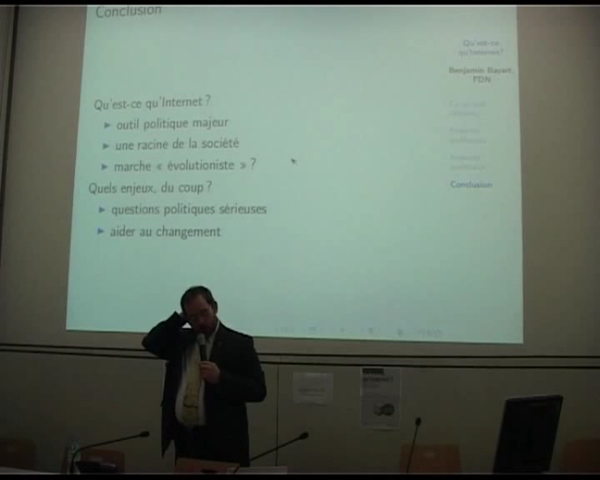 Conclusion
Qu'est-ce qu'Internet ?
outil politique majeur
une racine de la société
marche « évolutioniste » ?
Quels enjeux, du coup ?
questions politiques sérieuses
aider au changement
Qu'est-ce
qu'Internet?
Benjamin Bayart,
FDN
Conclusion